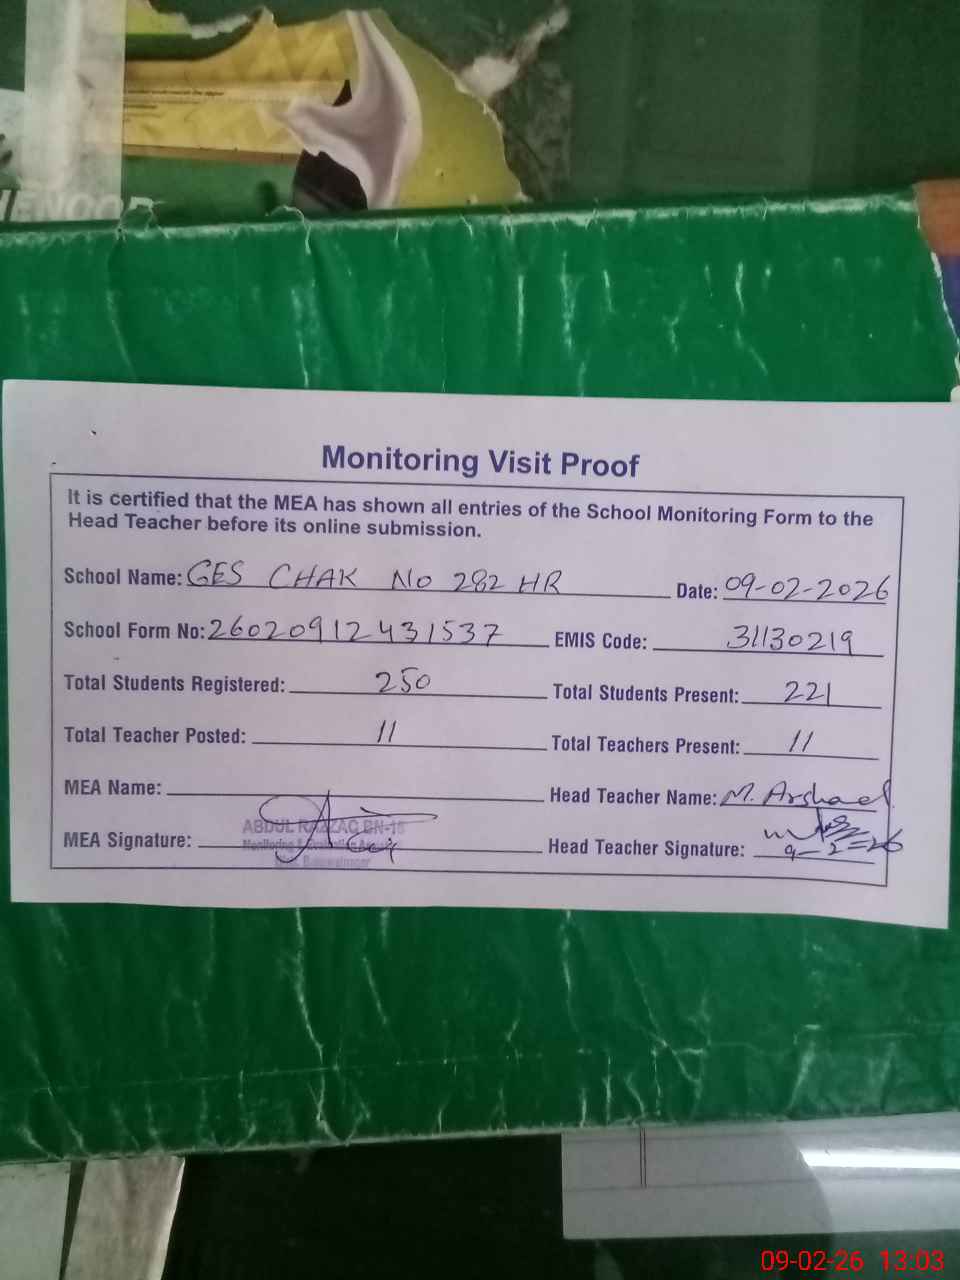 Monitoring Visit Proof
It is certified that the MEA has shown all entries of the School Monitoring Form to the
Head Teacher before its online submission.
School Name: GES CHAK No 282 HR Date: 09-02-2026
School Form No: 26020912431537 EMIS Code: 31130219
Total Students Registered: 250 Total Students Present: 221
Total Teacher Posted: 11 Total Teachers Present: 11
MEA Name: Head Teacher Name: M. Arshad
ABDUL RAZZAQ BN-15
MEA Signature: Head Teacher Signature:
9-2-26
09-02-26 13:03